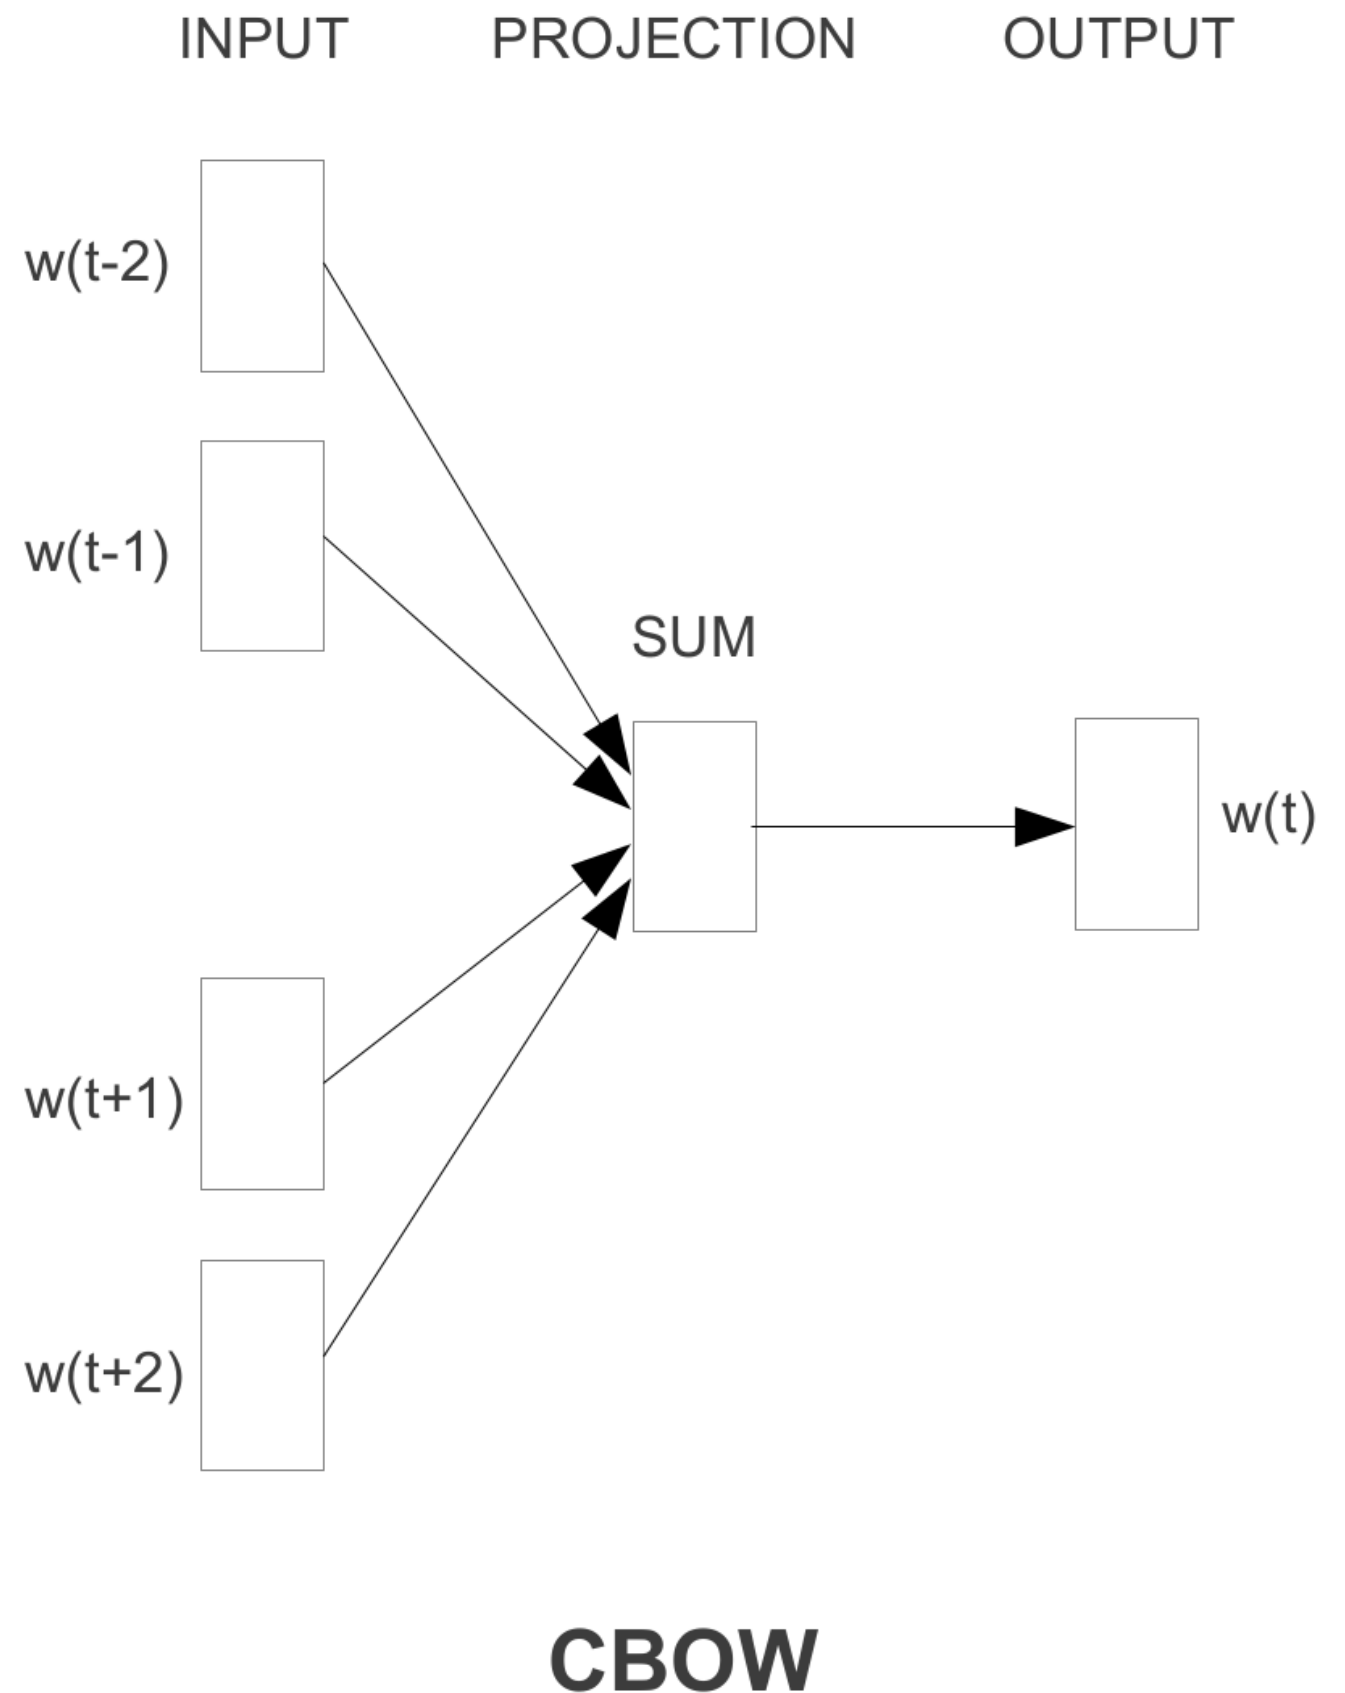 INPUT PROJECTION OUTPUT
w(t-2)
w(t-1)
SUM
w(t)
w(t+1)
w(t+2)
CBOW